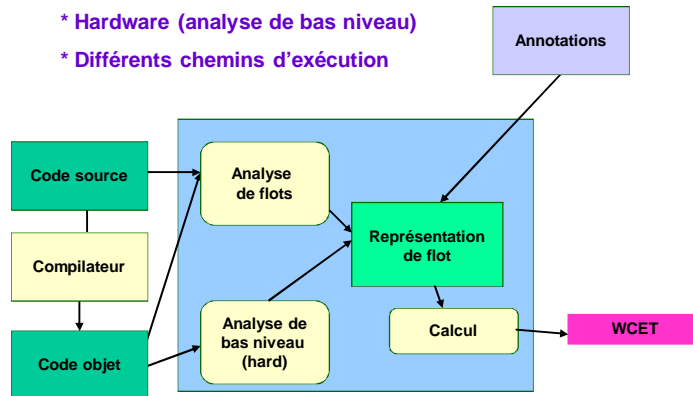 * Hardware (analyse de bas niveau)
* Différents chemins d'exécution
Annotations
Code source
Analyse
de flots
Représentation
de flot
Compilateur
Analyse de
bas niveau
(hard)
Calcul
WCET
Code objet